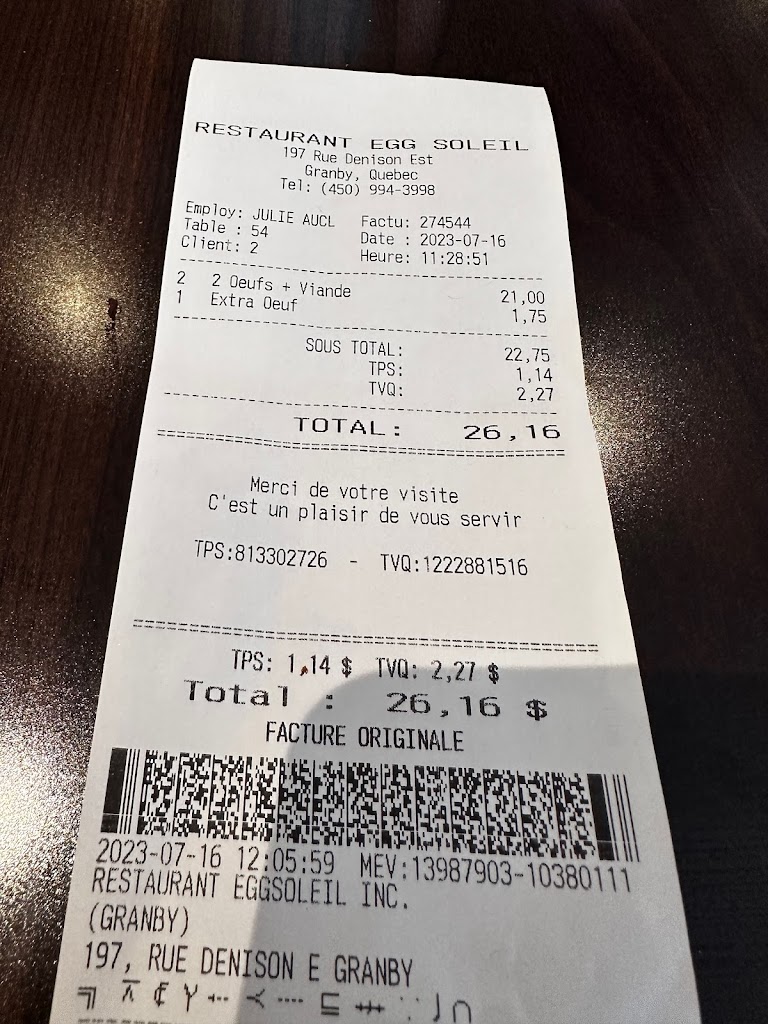 RESTAURANT EGG SOLEIL
197 Rue Denison Est
Granby, Quebec
Tel: (450) 994-3998
Employ: JULIE AUCL Factu: 274544
Table : 54 Date : 2023-07-16
Client: 2 Heure: 11:28:51
2 2 Oeufs + Viande 21,00
1 Extra Oeuf 1,75
SOUS TOTAL: 22,75
TPS: 1,14
TVQ: 2,27
TOTAL: 26,16
Merci de votre visite
C'est un plaisir de vous servir
TPS:813302726 - TVQ:1222881516
TPS: 1,14 $ TVQ: 2,27 $
Total : 26,16 $
FACTURE ORIGINALE
2023-07-16 12:05:59 MEV:13987903-10380111
RESTAURANT EGGSOLEIL INC.
(GRANBY)
197, RUE DENISON E GRANBY